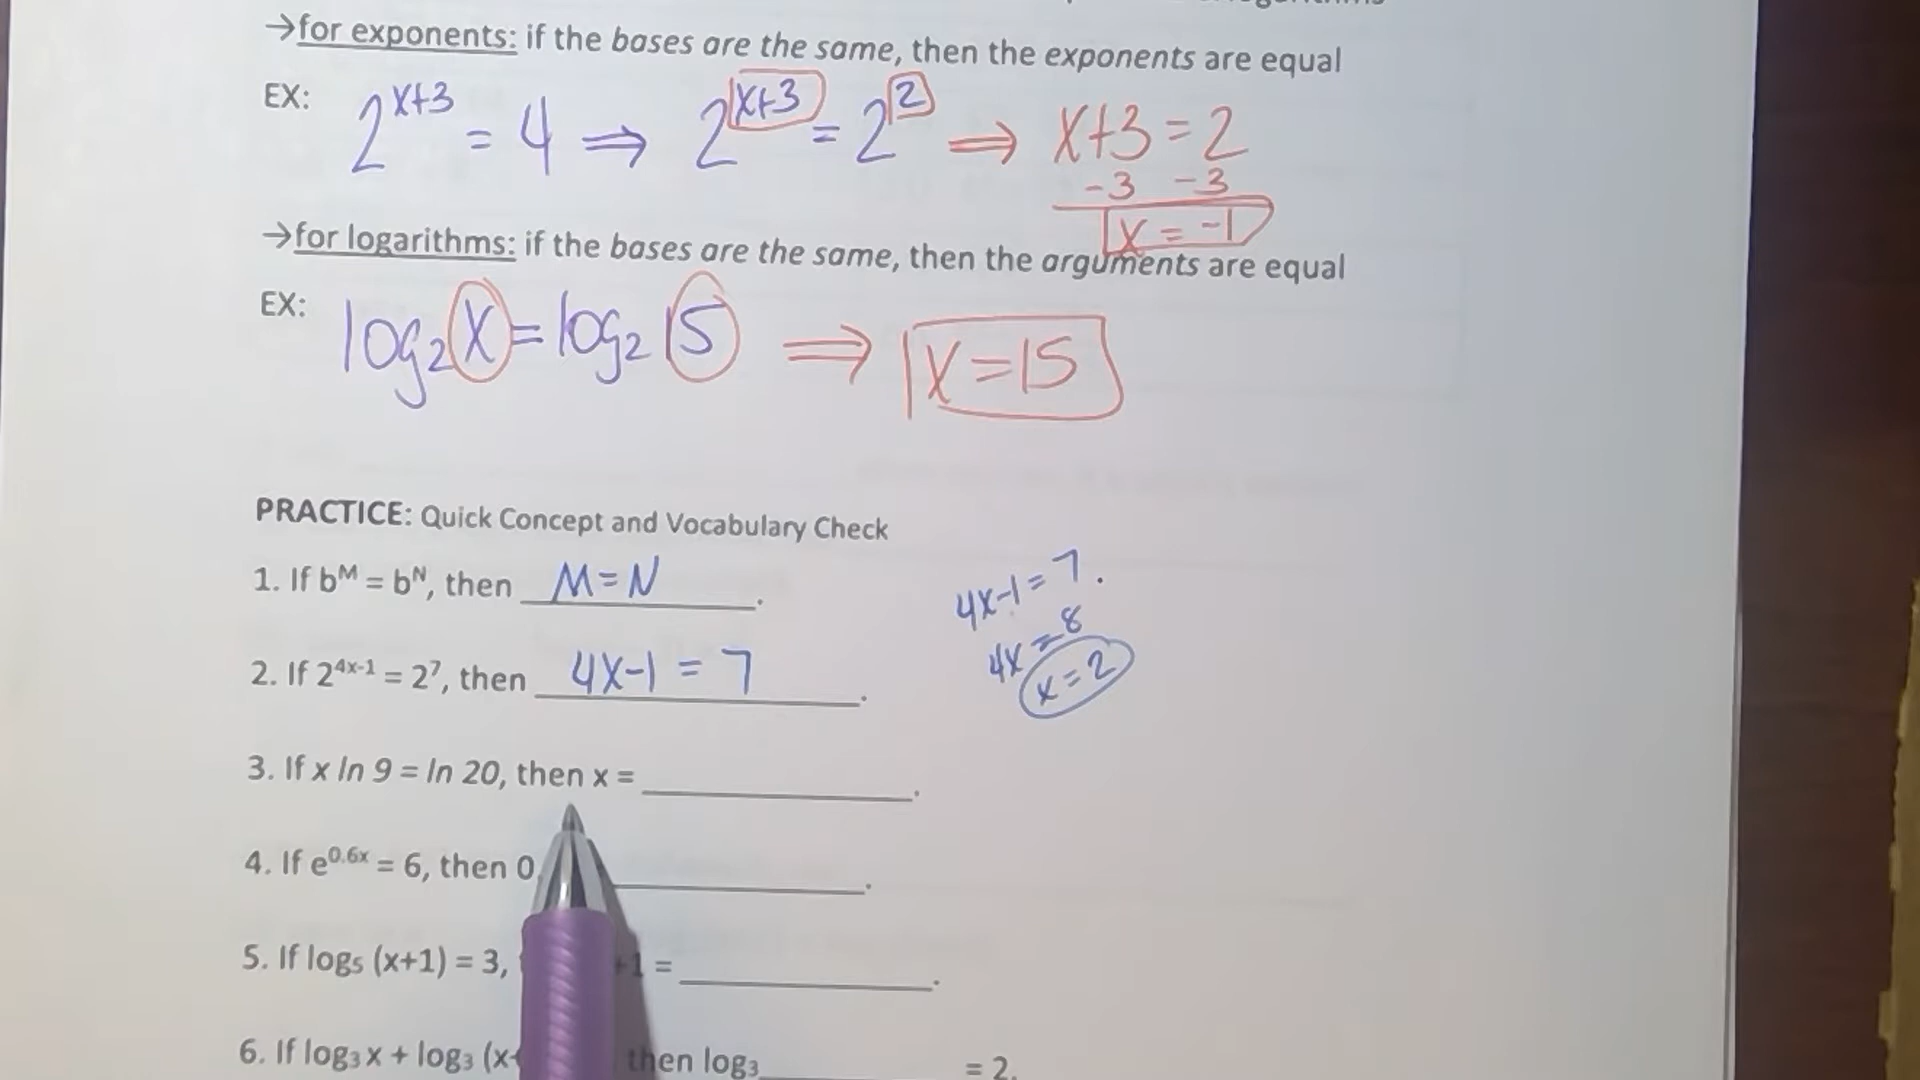 →for exponents: if the bases are the same, then the exponents are equal
EX: 2^(x+3) = 4 ⇒ 2^(x+3) = 2^2 ⇒ x+3 = 2
-3 -3
x = -1
→for logarithms: if the bases are the same, then the arguments are equal
EX: log₂ x = log₂ 15 ⇒ x = 15
PRACTICE: Quick Concept and Vocabulary Check
1. If b^M = b^N, then M = N.
4x-1 = 7.
4x = 8
x = 2
2. If 2^(4x-1) = 2^7, then 4x-1 = 7.
3. If x ln 9 = ln 20, then x = ____.
4. If e^(0.6x) = 6, then 0 ____.
5. If log₅ (x+1) = 3, +1 = ____.
6. If log₃ x + log₃ (x then log₃ ____ = 2.